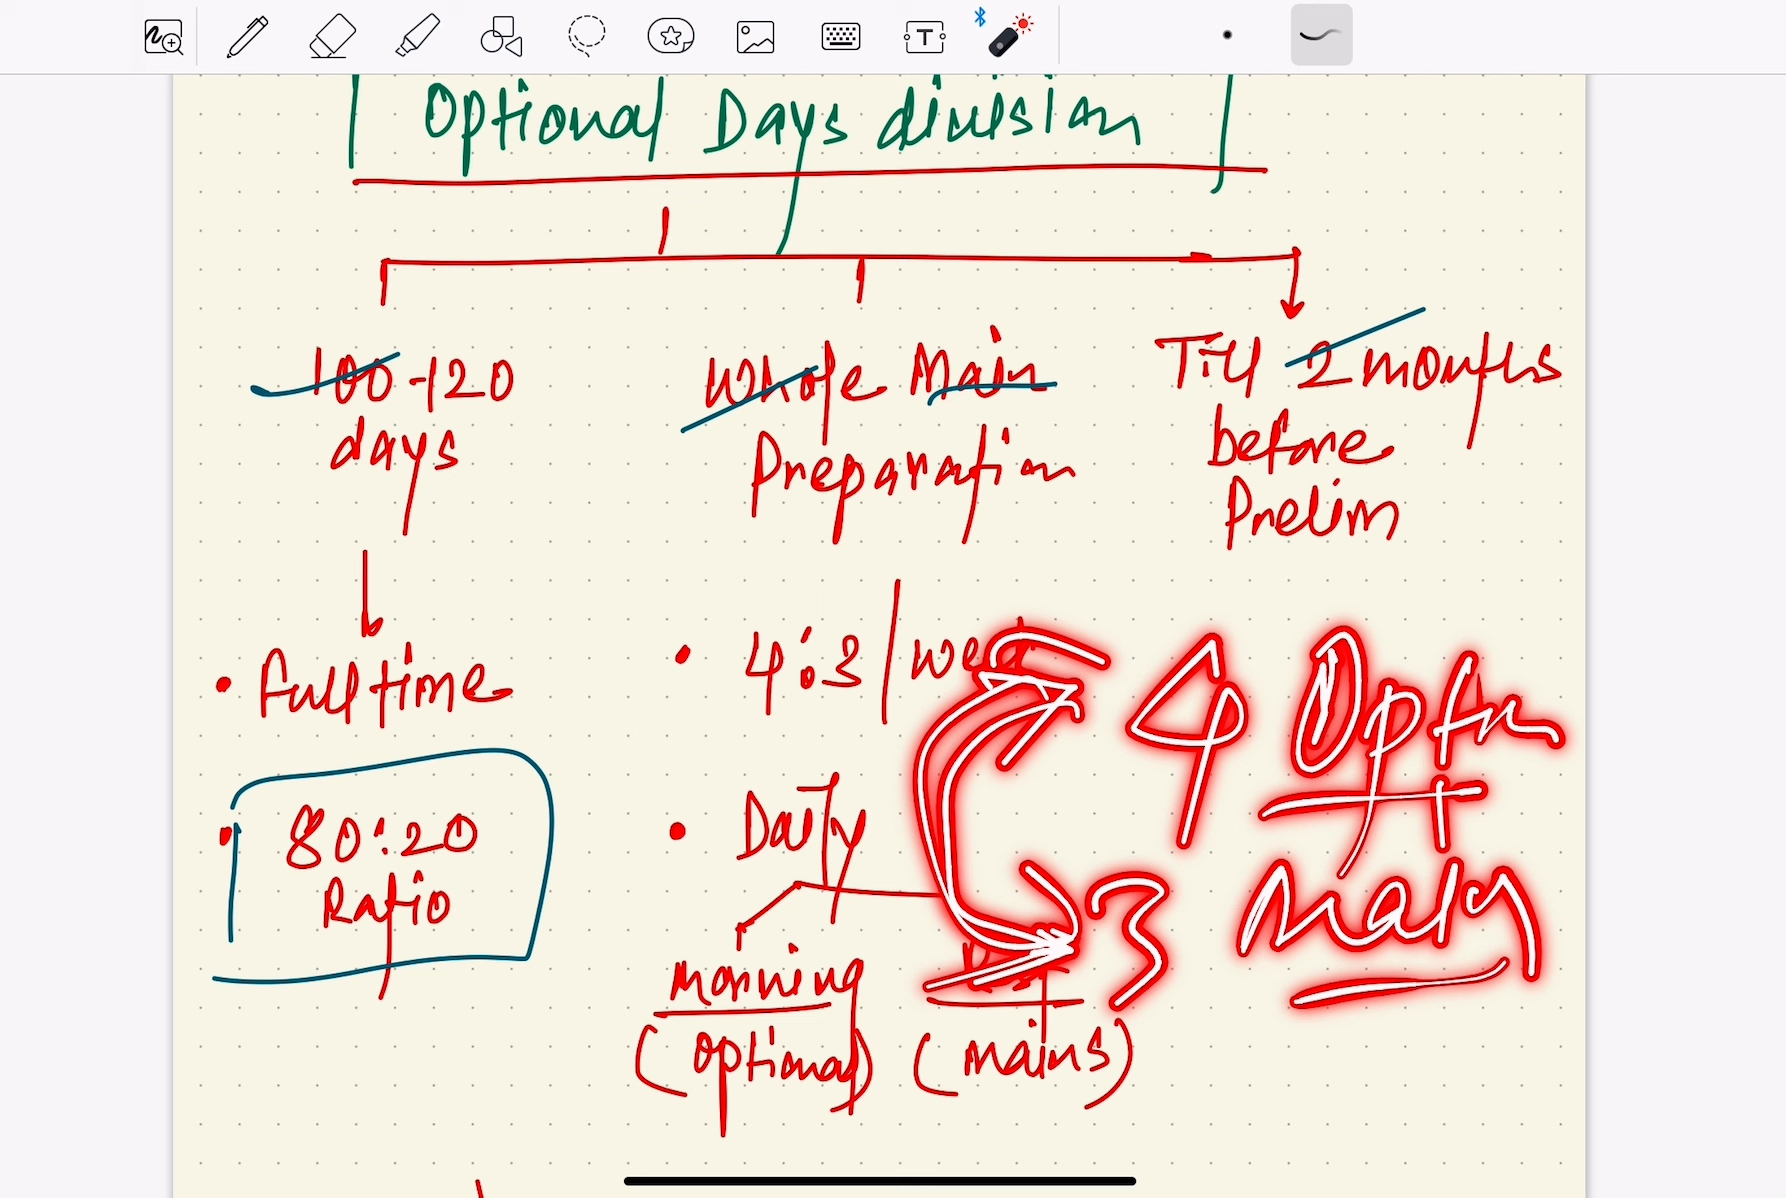 Optional Days division
100-120
days
Whole Main
Preparation
Till 2 months
before
Prelim
• Full time
• 80:20
Ratio
• 4:3/
• Daily
Morning
(optional) (mains)
4 Optn
3 Mains
T